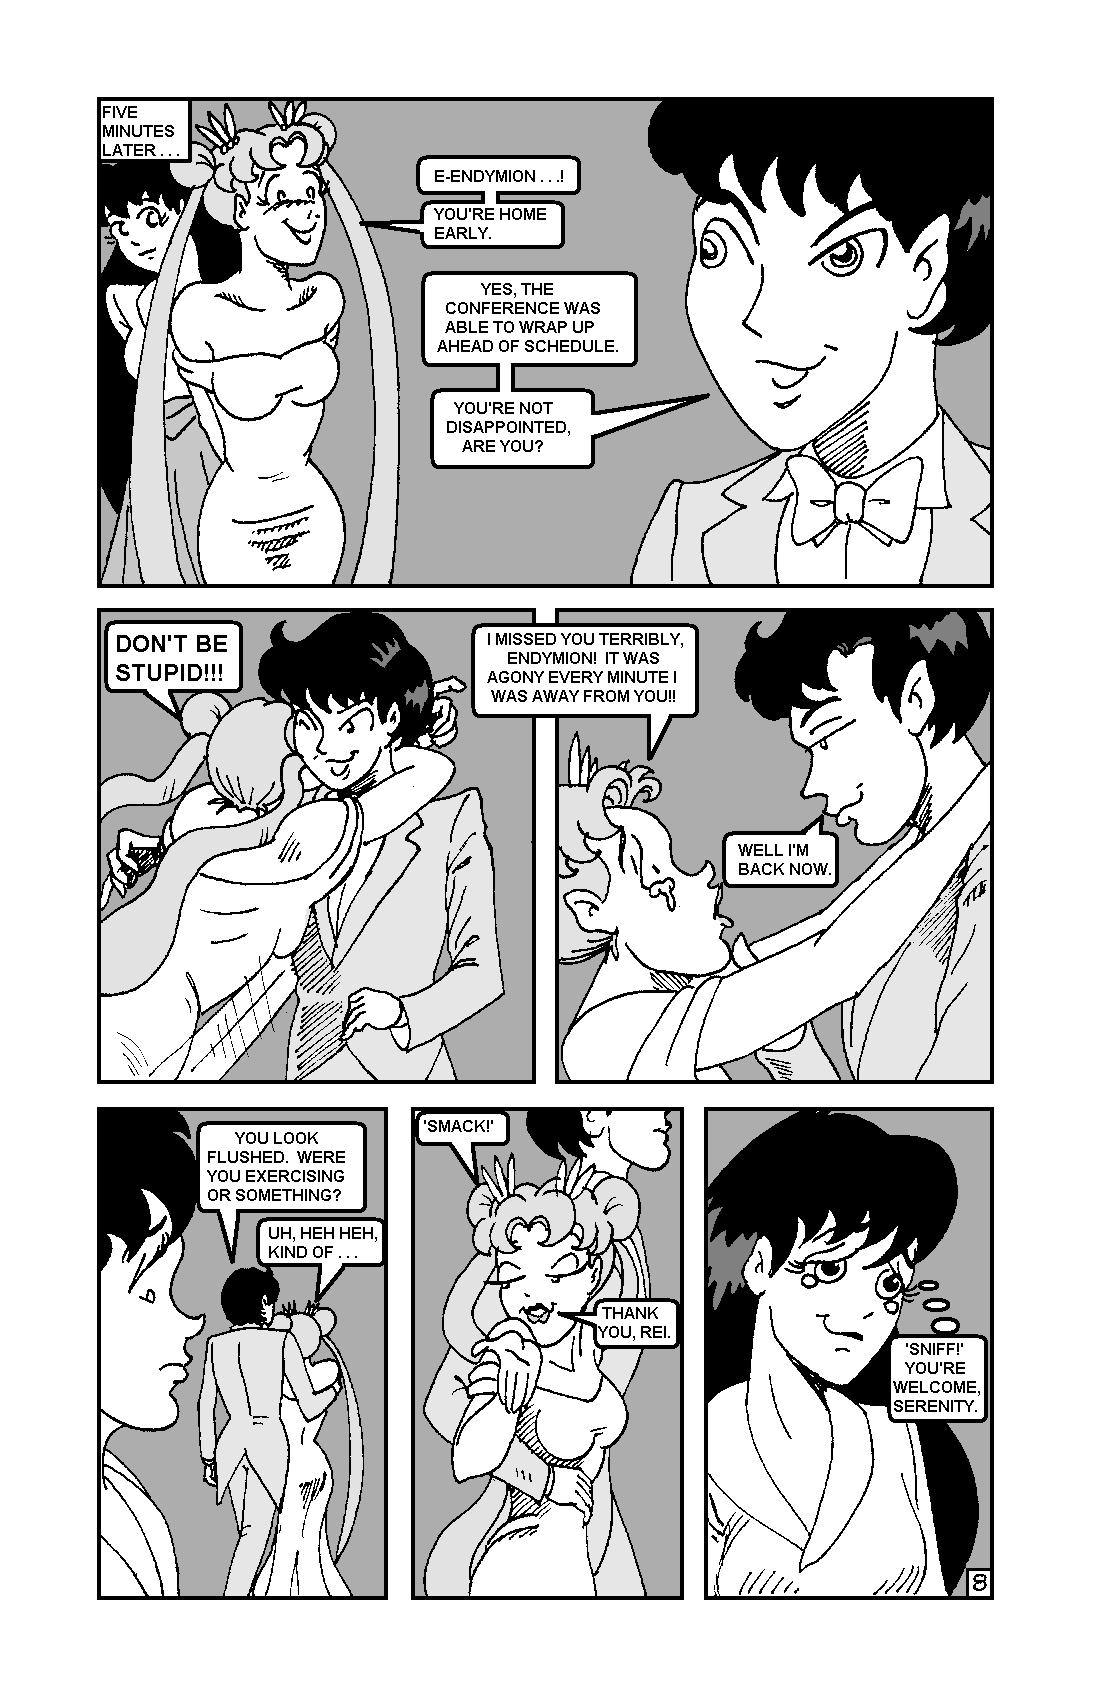 FIVE
MINUTES
LATER . . .
E-ENDYMION . . .!
YOU'RE HOME
EARLY.
YES, THE
CONFERENCE WAS
ABLE TO WRAP UP
AHEAD OF SCHEDULE.
YOU'RE NOT
DISAPPOINTED,
ARE YOU?
DON'T BE
STUPID!!!
I MISSED YOU TERRIBLY,
ENDYMION!  IT WAS
AGONY EVERY MINUTE I
WAS AWAY FROM YOU!!
WELL I'M
BACK NOW.
YOU LOOK
FLUSHED.  WERE
YOU EXERCISING
OR SOMETHING?
UH, HEH HEH,
KIND OF . . .
'SMACK!'
THANK
YOU, REI.
'SNIFF!'
YOU'RE
WELCOME,
SERENITY.
8